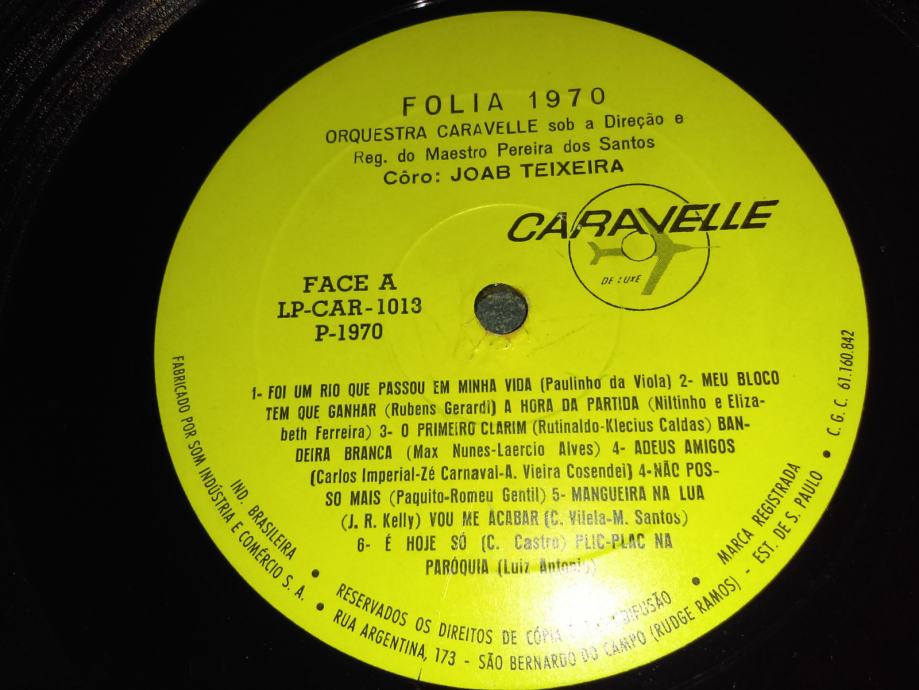 FOLIA 1970
ORQUESTRA CARAVELLE sob a Direção e
Reg. do Maestro Pereira dos Santos
Côro: JOAB TEIXEIRA
CARAVELLE
DE LUXE
FACE A
LP-CAR-1013
P-1970
1- FOI UM RIO QUE PASSOU EM MINHA VIDA (Paulinho da Viola) 2- MEU BLOCO
TEM QUE GANHAR (Rubens Gerardi) A HORA DA PARTIDA (Niltinho e Eliza-
beth Ferreira) 3- O PRIMEIRO CLARIM (Rutinaldo-Klecius Caldas) BAN-
DEIRA BRANCA (Max Nunes-Laercio Alves) 4- ADEUS AMIGOS
(Carlos Imperial-Zé Carnaval-A. Vieira Cosendei) 4-NÃO POS-
SO MAIS (Paquito-Romeu Gentil) 5- MANGUEIRA NA LUA
(J. R. Kelly) VOU ME ACABAR (C. Vilela-M. Santos)
6- É HOJE SÓ (C. Castro) PLIC-PLAC NA
PARÓQUIA (Luiz Antonio)
FABRICADO POR SOM INDÚSTRIA E COMÉRCIO S. A. • RUA ARGENTINA, 173 - SÃO BERNARDO DO CAMPO (RUDGE RAMOS) - EST. DE S. PAULO • C. G. C. 61.160.842
IND. BRASILEIRA • RESERVADOS OS DIREITOS DE CÓPIA • MARCA REGISTRADA